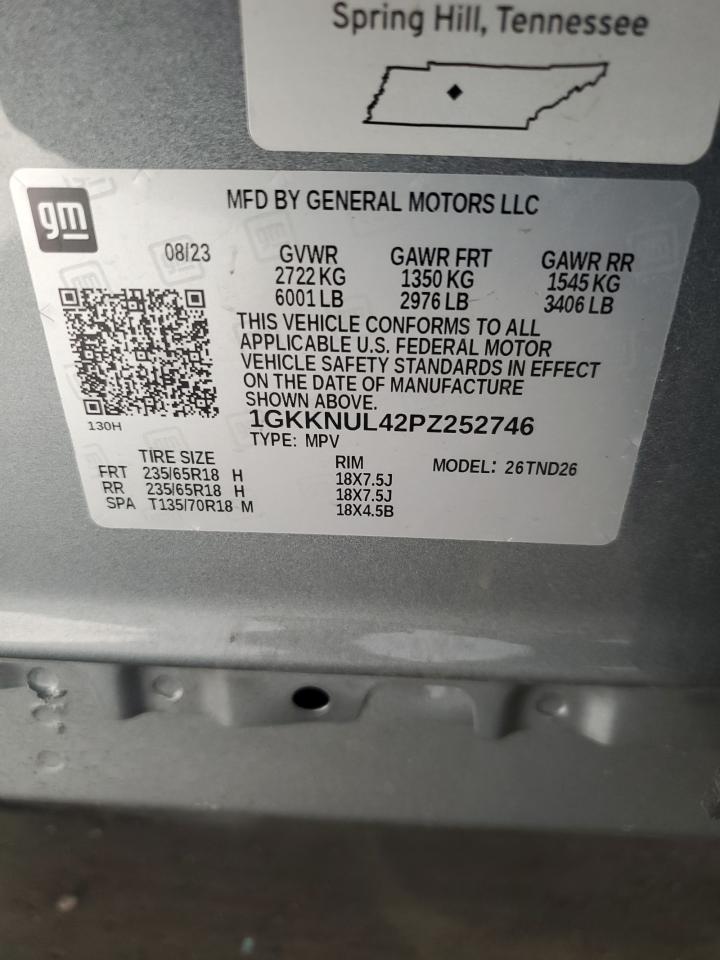 Spring Hill, Tennessee
gm
MFD BY GENERAL MOTORS LLC
08/23 GVWR GAWR FRT GAWR RR
2722 KG 1350 KG 1545 KG
6001 LB 2976 LB 3406 LB
THIS VEHICLE CONFORMS TO ALL
APPLICABLE U.S. FEDERAL MOTOR
VEHICLE SAFETY STANDARDS IN EFFECT
ON THE DATE OF MANUFACTURE
SHOWN ABOVE.
130H
1GKKNUL42PZ252746
TYPE: MPV
TIRE SIZE RIM MODEL: 26TND26
FRT 235/65R18 H 18X7.5J
RR 235/65R18 H 18X7.5J
SPA T135/70R18 M 18X4.5B